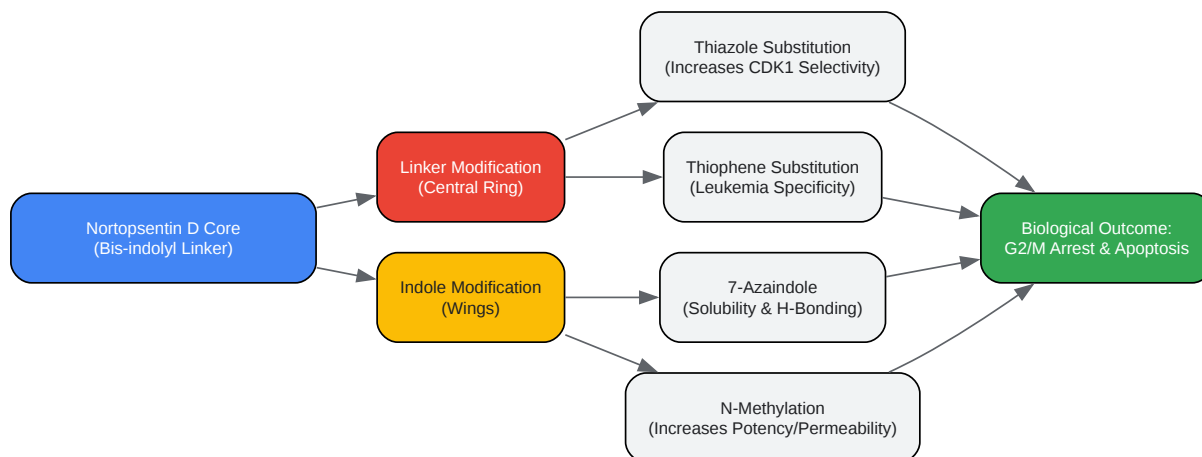 Nortopsentin D Core
(Bis-indolyl Linker)
Linker Modification
(Central Ring)
Indole Modification
(Wings)
Thiazole Substitution
(Increases CDK1 Selectivity)
Thiophene Substitution
(Leukemia Specificity)
7-Azaindole
(Solubility & H-Bonding)
N-Methylation
(Increases Potency/Permeability)
Biological Outcome:
G2/M Arrest & Apoptosis